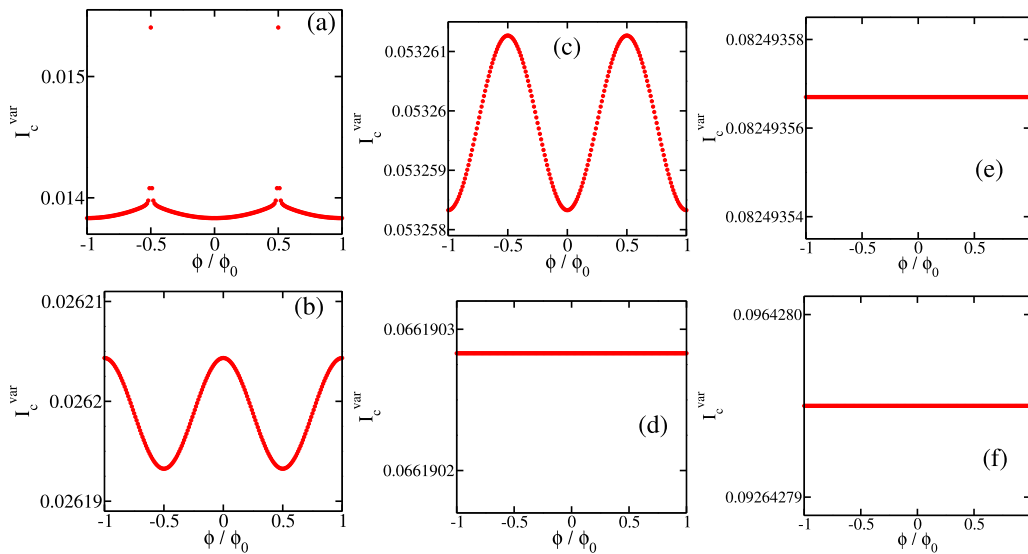 (a)
0.015
0.014
I_c^var
-1 -0.5 0 0.5 1
ϕ / ϕ_0
(b)
0.02621
0.0262
0.02619
I_c^var
-1 -0.5 0 0.5 1
ϕ / ϕ_0
(c)
0.053261
0.05326
0.053259
0.053258
I_c^var
-1 -0.5 0 0.5 1
ϕ / ϕ_0
0.0661903
0.0661902
I_c^var
(d)
-1 -0.5 0 0.5 1
ϕ / ϕ_0
0.08249358
0.08249356
0.08249354
I_c^var
(e)
-1 -0.5 0 0.5 1
ϕ / ϕ_0
0.0964280
0.09264279
I_c^var
(f)
-1 -0.5 0 0.5 1
ϕ / ϕ_0